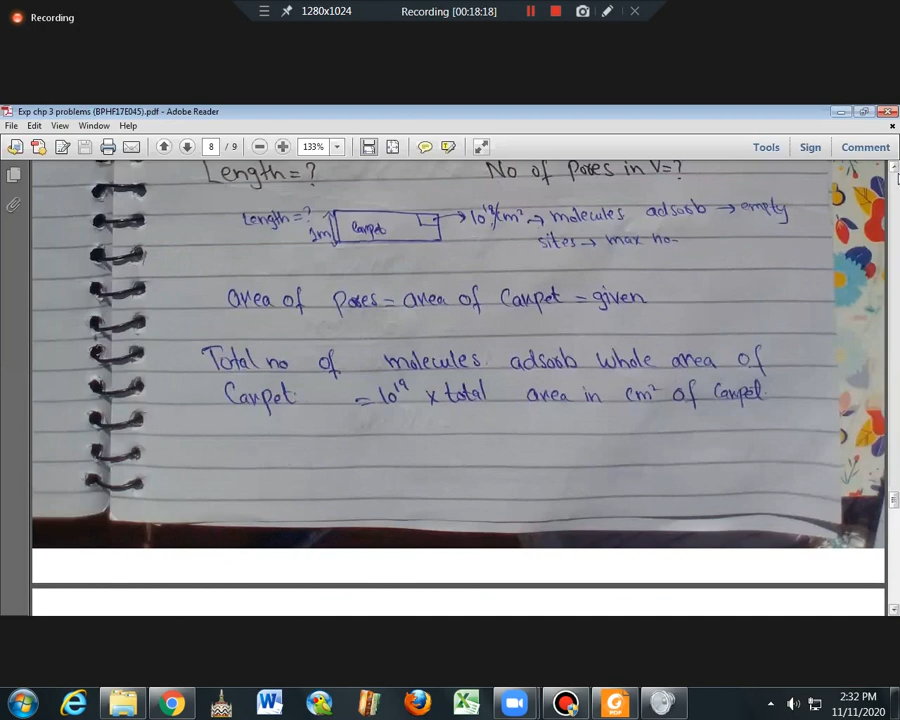 Recording
1280x1024
Recording [00:18:18]
Exp chp 3 problems (BPHF17E045).pdf - Adobe Reader
File Edit View Window Help
8 / 9 133% Tools Sign Comment
Length = ? No of Pores in V = ?
Length = ? 1m Carpet → 10¹⁹/cm² → molecules adsorb → empty
sites → max no-
area of Pores = area of Carpet = given
Total no of molecules adsorb whole area of
Carpet = 10¹⁹ × total area in cm² of Carpet.
2:32 PM
11/11/2020